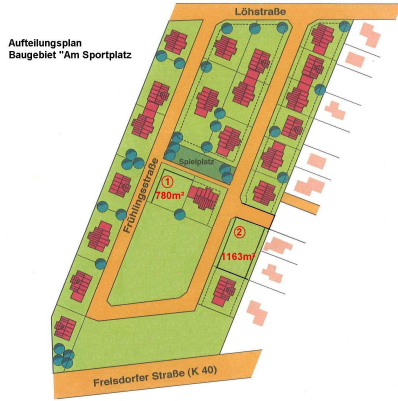 Löhstraße
Aufteilungsplan
Baugebiet "Am Sportplatz
Spielplatz
①
780m²
Frühlingsstraße
②
1163m²
Freisdorfer Straße (K 40)